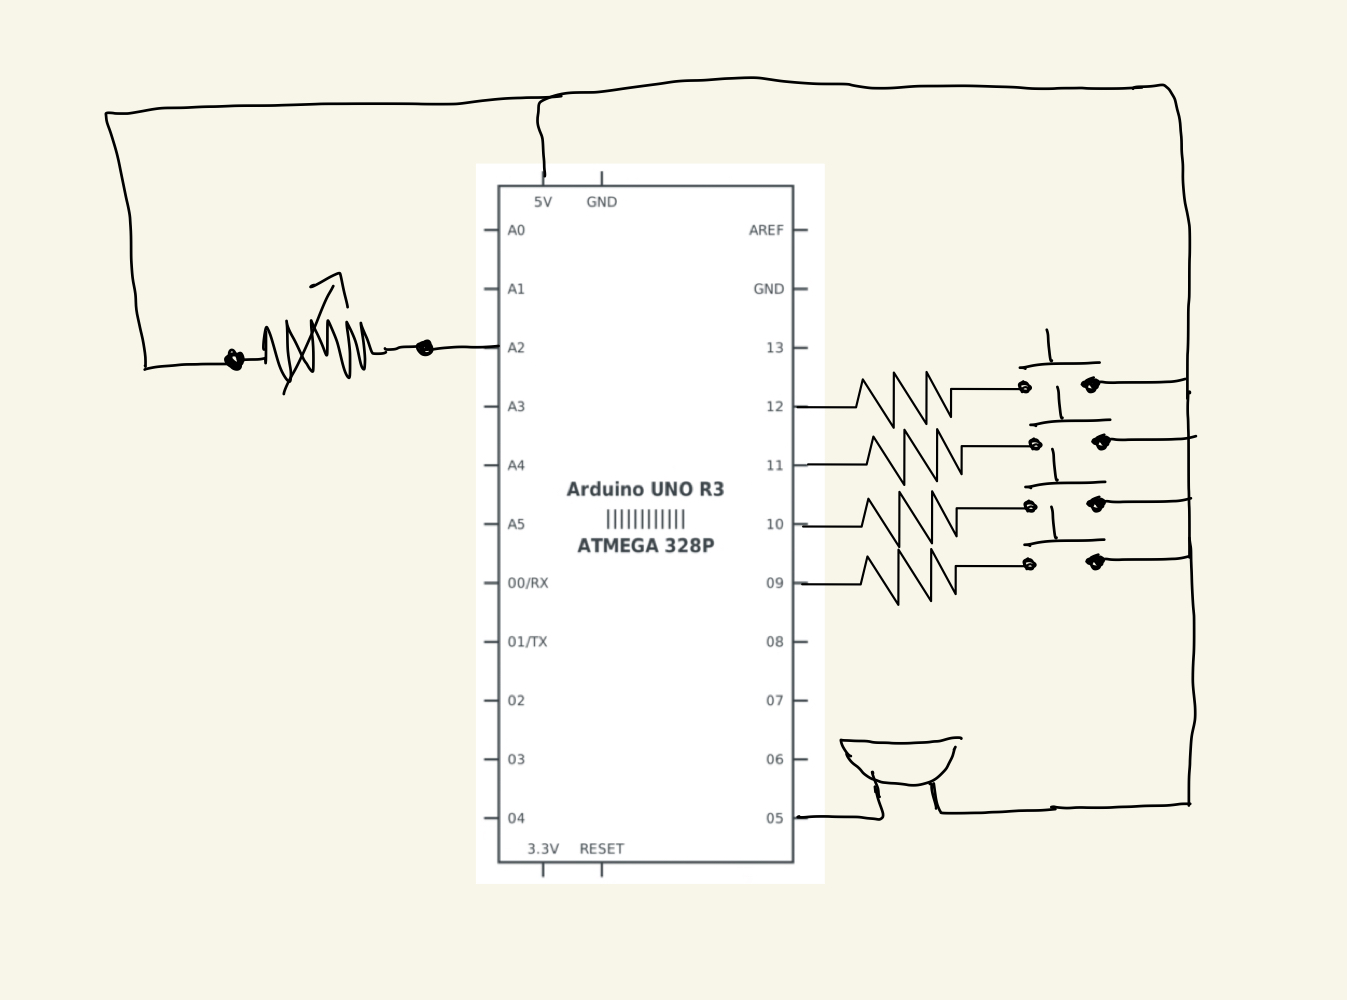 5V GND
A0 AREF
A1 GND
A2 13
A3 12
A4 11
Arduino UNO R3
A5 10
ATMEGA 328P
00/RX 09
01/TX 08
02 07
03 06
04 05
3.3V RESET